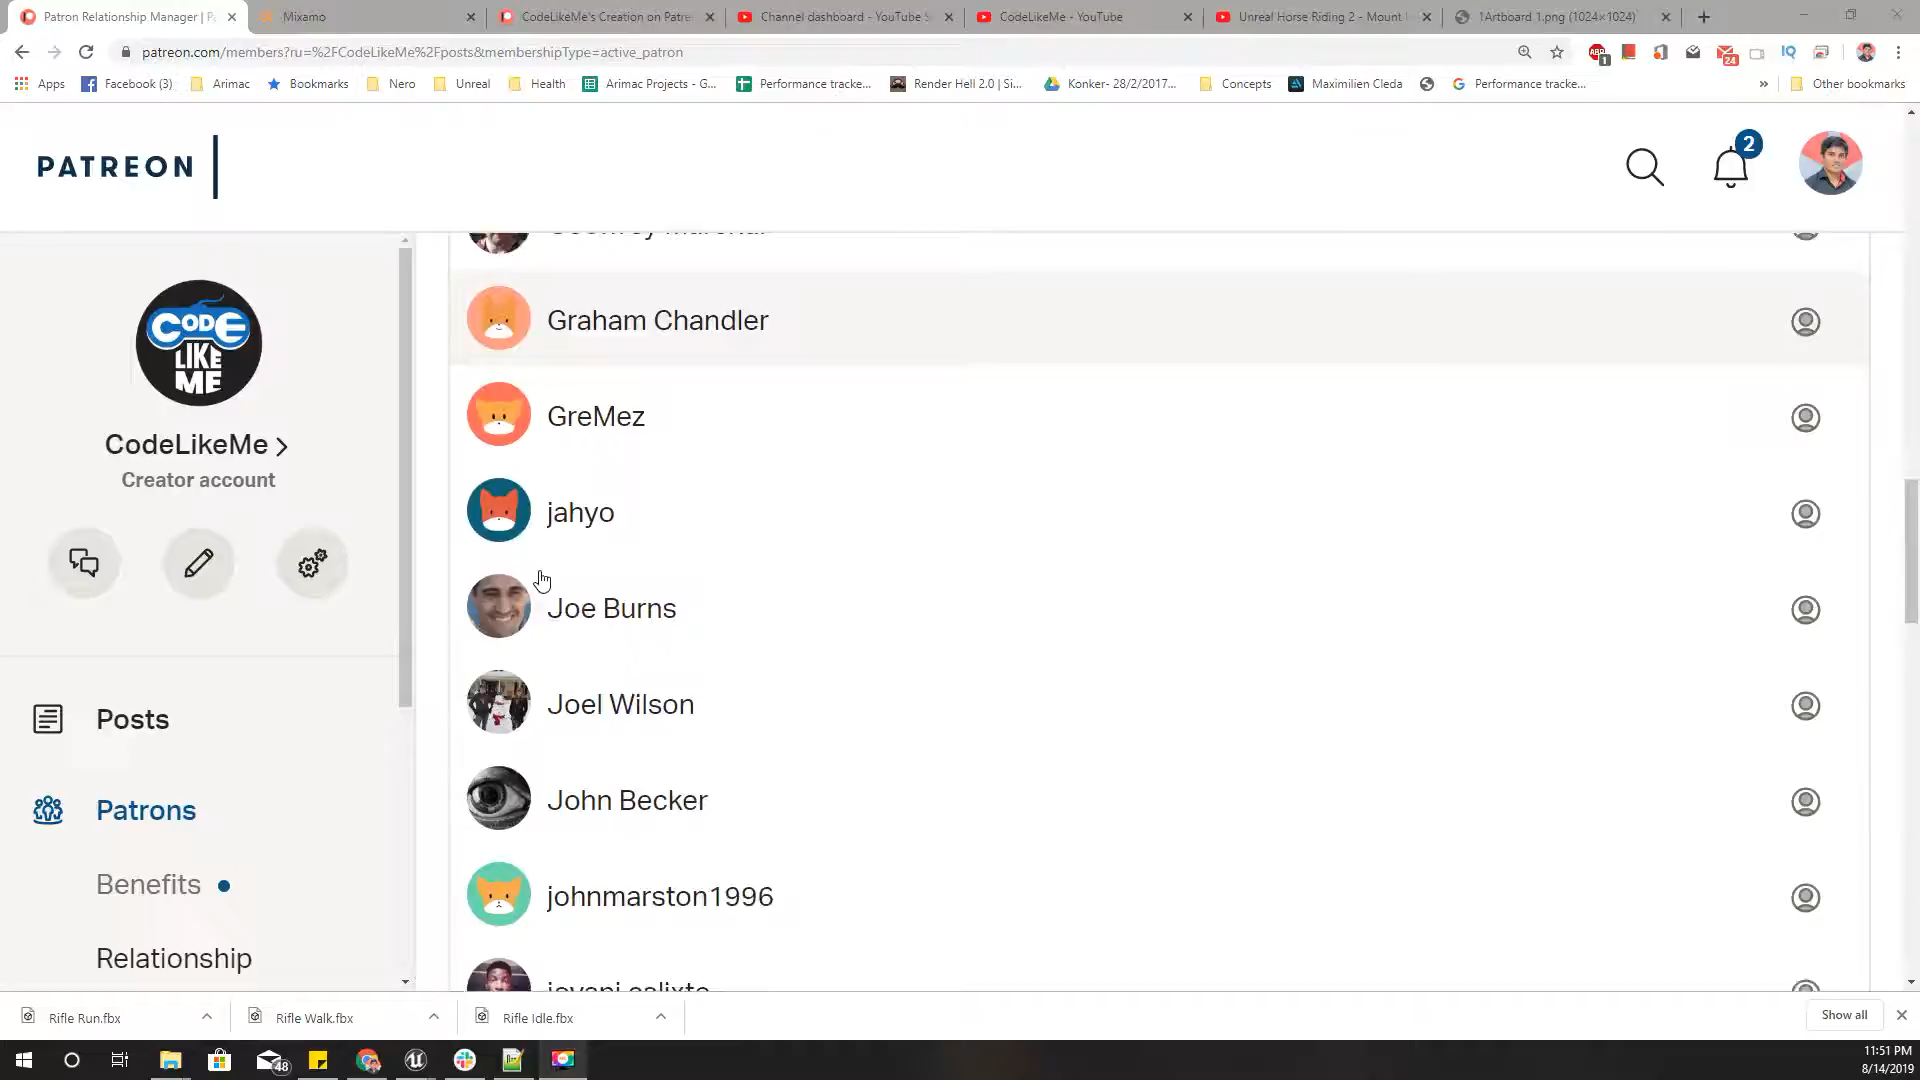 Patron Relationship Manager | P
Mixamo
CodeLikeMe's Creation on Patre
Channel dashboard - YouTube S
CodeLikeMe - YouTube
Unreal Horse Riding 2 - Mount
1Artboard 1.png (1024×1024)
patreon.com/members?ru=%2FCodeLikeMe%2Fposts&membershipType=active_patron
1
24
Apps
Facebook (3)
Arimac
Bookmarks
Nero
Unreal
Health
Arimac Projects - G...
Performance tracke...
Render Hell 2.0 | Si...
Konker- 28/2/2017...
Concepts
Maximilien Cleda
Performance tracke...
»
Other bookmarks
PATREON
2
CODE
LIKE
ME
CodeLikeMe
Creator account
Posts
Patrons
Benefits
Relationship
Graham Chandler
GreMez
jahyo
Joe Burns
Joel Wilson
John Becker
johnmarston1996
jovani calixto
Rifle Run.fbx
Rifle Walk.fbx
Rifle Idle.fbx
Show all
48
11:51 PM
8/14/2019